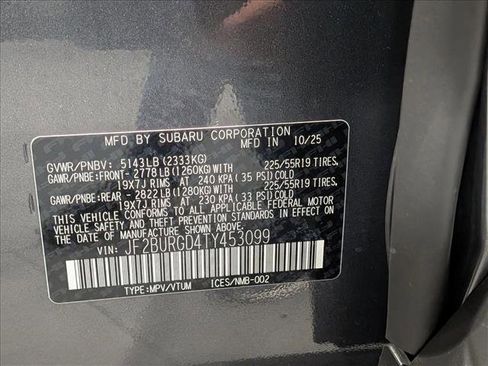 MFD BY SUBARU CORPORATION IN 10/25
GVWR/PNBV: 5143LB (2333KG)
GAWR/PNBE:FRONT- 2778LB (1260KG)WITH 225/55R19 TIRES,
19X7J RIMS AT 240 KPA (35 PSI)COLD
GAWR/PNBE:REAR - 2822LB (1280KG)WITH 225/55R19 TIRES,
19X7J RIMS AT 230 KPA (33 PSI)COLD
THIS VEHICLE CONFORMS TO ALL APPLICABLE FEDERAL MOTOR
VEHICLE SAFETY AND THEFT PREVENTION STANDARDS
IN EFFECT ON THE DATE OF MANUFACTURE SHOWN ABOVE.
VIN: JF2BURGD4TY453099
TYPE:MPV/VTUM ICES/NMB-002